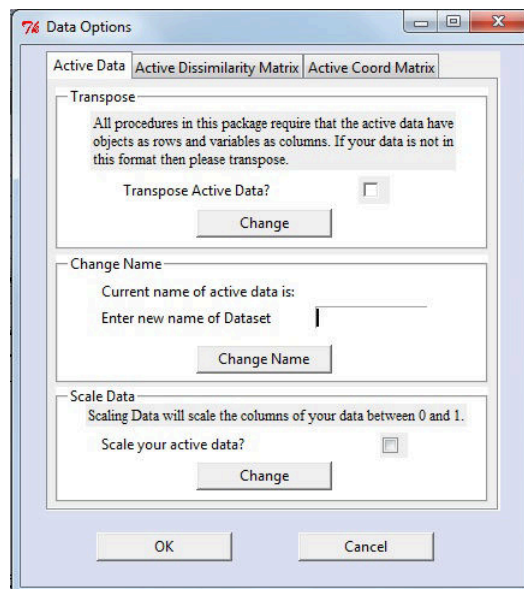 Data Options
Active Data Active Dissimilarity Matrix Active Coord Matrix
Transpose
All procedures in this package require that the active data have
objects as rows and variables as columns. If your data is not in
this format then please transpose.
Transpose Active Data?
Change
Change Name
Current name of active data is:
Enter new name of Dataset
Change Name
Scale Data
Scaling Data will scale the columns of your data between 0 and 1.
Scale your active data?
Change
OK Cancel